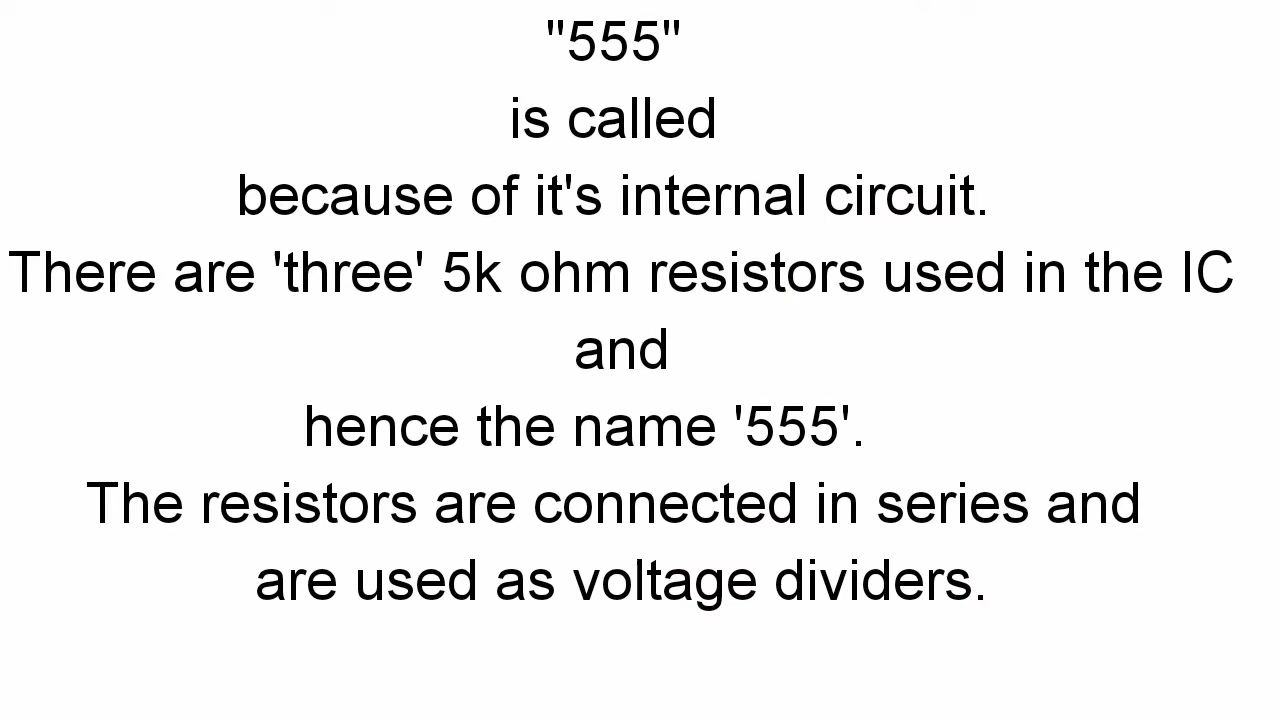 "555"
is called
because of it's internal circuit.
There are 'three' 5k ohm resistors used in the IC
and
hence the name '555'.
The resistors are connected in series and
are used as voltage dividers.